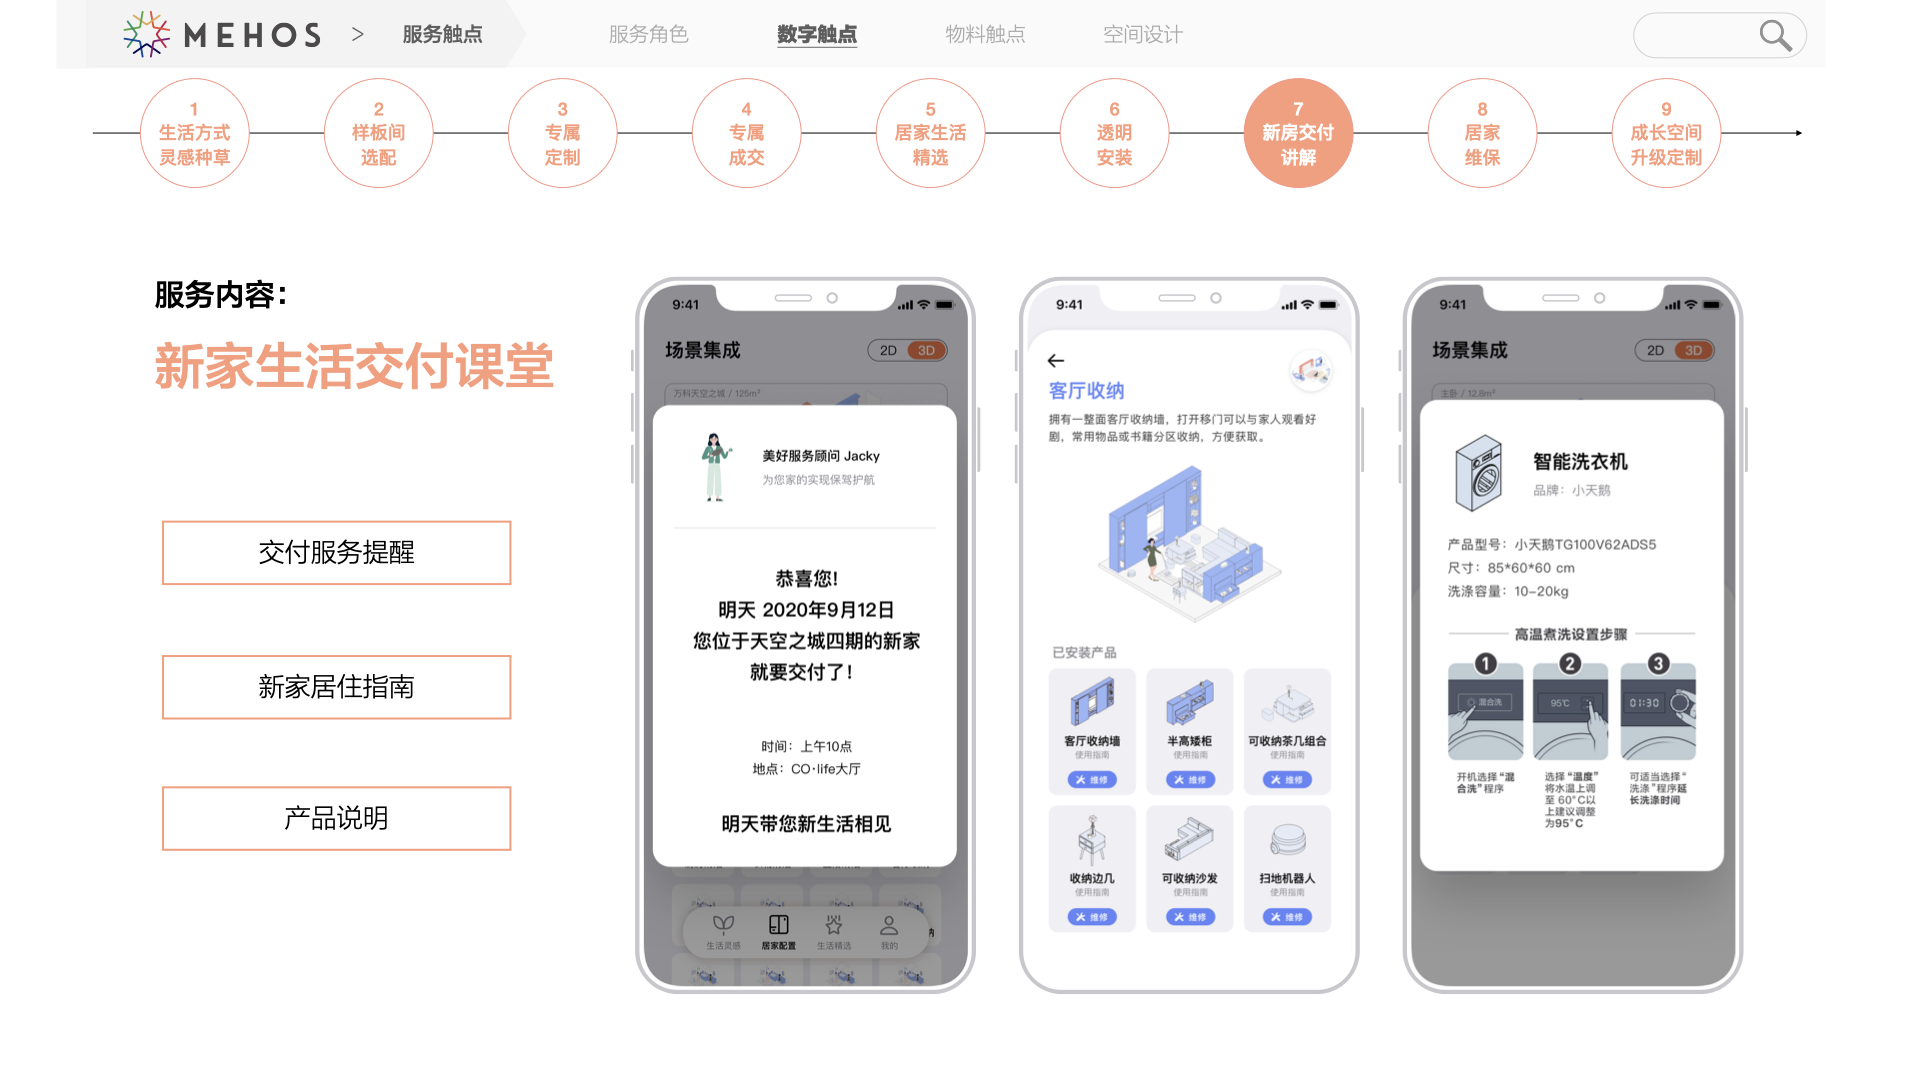 MEHOS > 服务触点 服务角色 数字触点 物料触点 空间设计
1 生活方式 灵感种草
2 样板间 选配
3 专属 定制
4 专属 成交
5 居家生活 精选
6 透明 安装
7 新房交付 讲解
8 居家 维保
9 成长空间 升级定制
服务内容：
新家生活交付课堂
交付服务提醒
新家居住指南
产品说明
9:41
场景集成
2D 3D
万科天空之城 / 125m²
美好服务顾问 Jacky
为您家的实现保驾护航
恭喜您!
明天 2020年9月12日
您位于天空之城四期的新家
就要交付了!
时间：上午10点
地点：CO·life大厅
明天带您新生活相见
生活灵感 居家配置 生活精选 我的
9:41
客厅收纳
拥有一整面客厅收纳墙，打开移门可以与家人观看好
剧，常用物品或书籍分区收纳，方便获取。
已安装产品
客厅收纳墙 半高矮柜 可收纳茶几组合
使用指南 使用指南 使用指南
维修 维修 维修
收纳边几 可收纳沙发 扫地机器人
使用指南 使用指南 使用指南
维修 维修 维修
9:41
场景集成
2D 3D
主卧 / 12.8m²
智能洗衣机
品牌：小天鹅
产品型号：小天鹅TG100V62ADS5
尺寸：85*60*60 cm
洗涤容量：10-20kg
高温煮洗设置步骤
1 2 3
混合洗 95℃ 01:30
开机选择“混
合洗”程序
选择“温度”
将水温上调
至 60°C以
上建议调整
为95°C
可适当选择“
洗涤”程序延
长洗涤时间